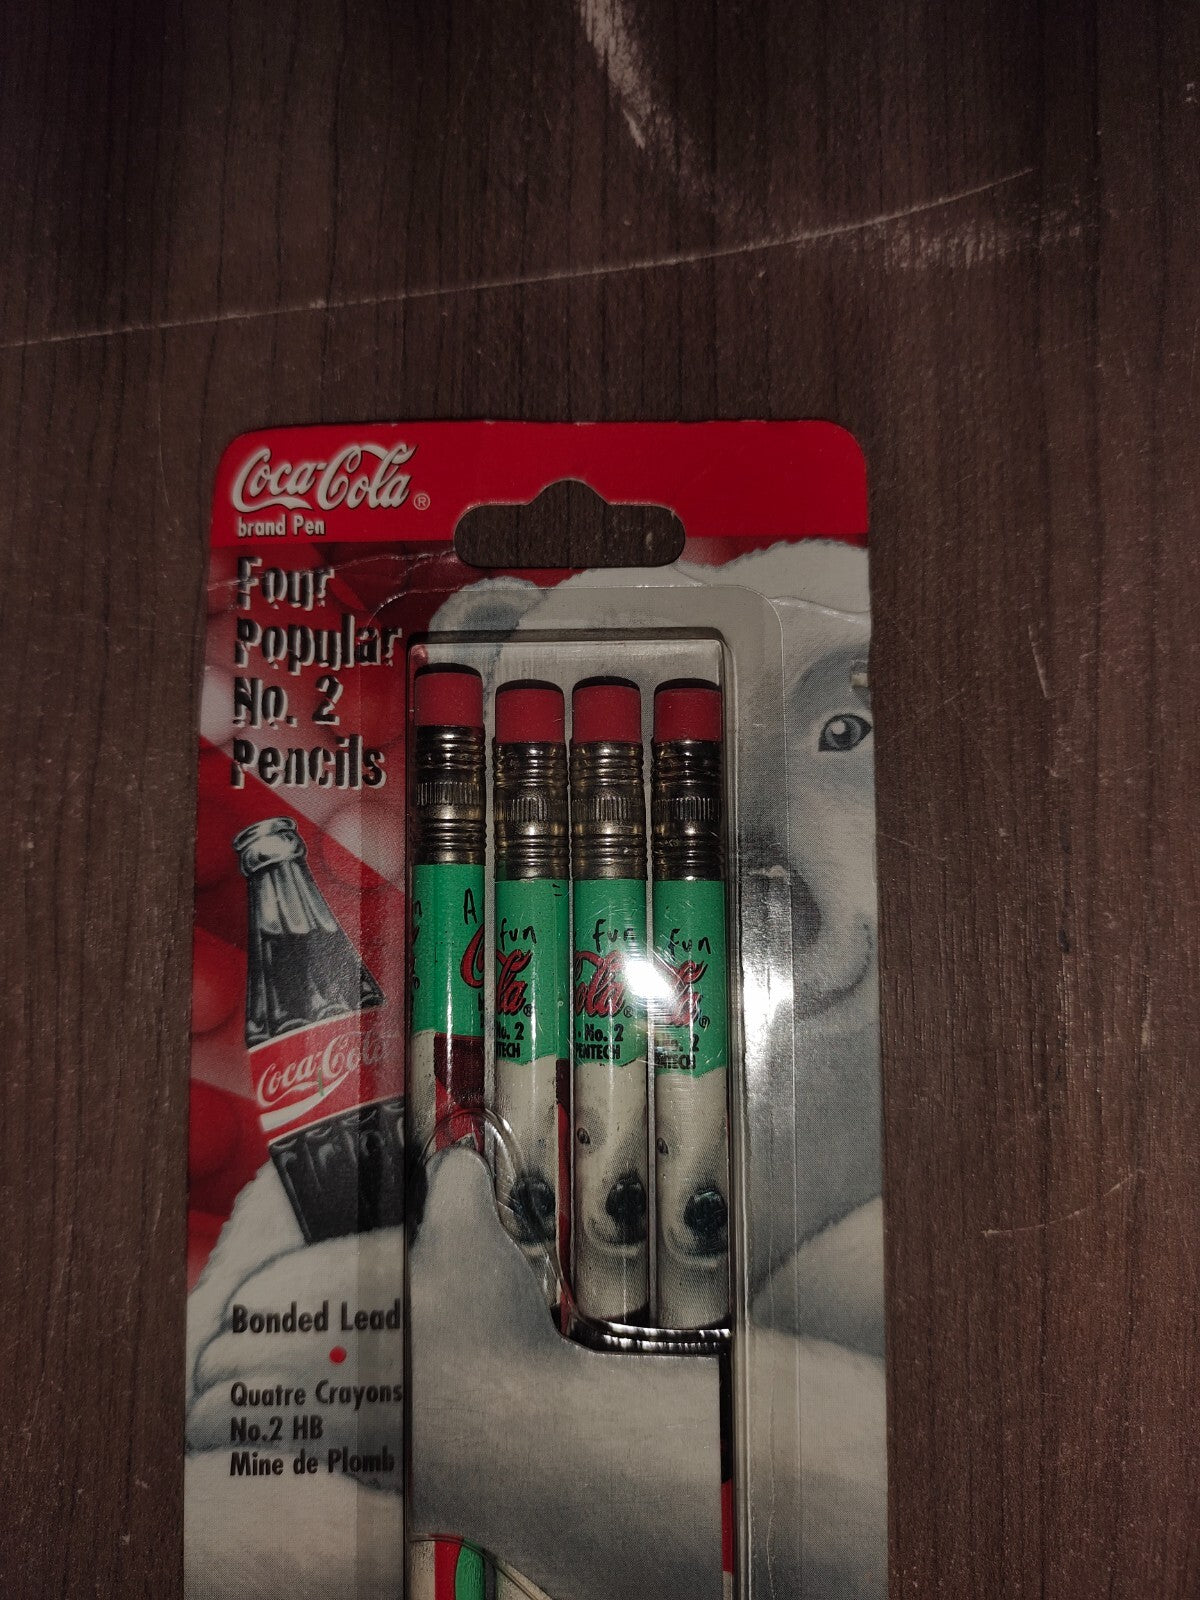 Coca-Cola®
brand Pen
Four
Popular
No. 2
Pencils
A
fun
fun
fun
Cola®
Cola®
No. 2
No. 2
PENTECH
Coca-Cola
Bonded Lead
Quatre Crayons
No.2 HB
Mine de Plomb